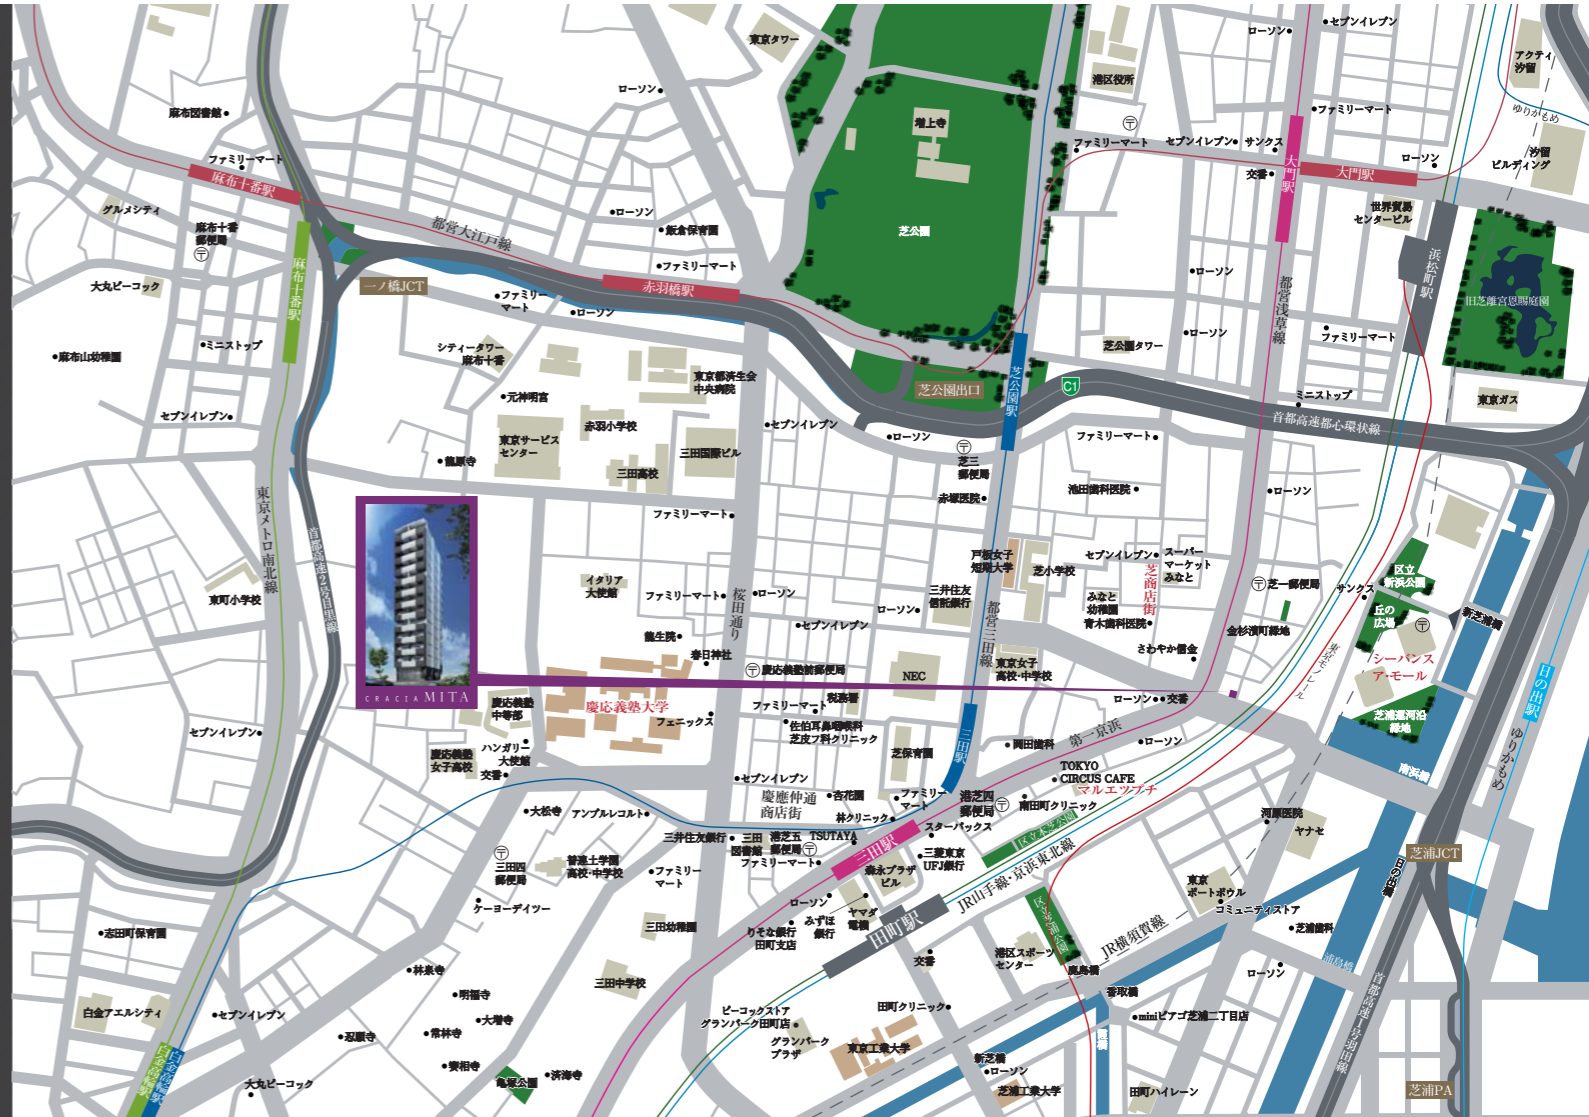 東京タワー
ローソン
セブンイレブン
港区役所
アクティ
汐留
ゆりかもめ
ローソン
麻布図書館
増上寺
ファミリーマート
ファミリーマート
セブンイレブン
サンクス
大門駅
大門駅
ローソン
汐留
ビルディング
交番
ファミリーマート
麻布十番駅
グルメシティ
麻布十番
郵便局
都営大江戸線
ローソン
飯倉保育園
芝公園
世界貿易
センタービル
浜松町駅
麻布十番駅
ファミリーマート
大丸ピーコック
一ノ橋JCT
ファミリー
マート
ローソン
赤羽橋駅
ローソン
都営浅草線
旧芝離宮恩賜庭園
ミニストップ
麻布山幼稚園
シティータワー
麻布十番
芝公園タワー
ローソン
ファミリーマート
東京都済生会
中央病院
芝公園出口
芝公園駅
C1
ミニストップ
東京ガス
元神明宮
セブンイレブン
赤羽小学校
セブンイレブン
ローソン
首都高速都心環状線
東京サービス
センター
龍原寺
三田国際ビル
三田高校
ファミリーマート
芝三
郵便局
赤塚医院
池田歯科医院
ローソン
ファミリーマート
東京メトロ南北線
首都高速2号目黒線
戸板女子
短期大学
芝小学校
セブンイレブン
スーパー
マーケット
みなと
芝商店街
東町小学校
イタリア
大使館
ファミリーマート
桜田通り
ローソン
ローソン
三井住友
信託銀行
みなと
幼稚園
青木歯科医院
芝一郵便局
サンクス
区立
新浜公園
丘の
広場
新芝浦橋
龍生院
セブンイレブン
都営三田線
金杉濱町緑地
さわやか信金
東京モノレール
シーバンス
ア・モール
日の出駅
春日神社
慶応義塾前郵便局
NEC
東京女子
高校・中学校
CRACIA MITA
慶応義塾
中等部
慶応義塾大学
フェニックス
税務署
ファミリーマート
佐伯耳鼻咽喉科
芝皮フ科クリニック
ローソン
交番
芝浦運河沿
緑地
セブンイレブン
慶応義塾
女子高校
ハンガリー
大使館
交番
芝保育園
三田駅
岡田歯科
第一京浜
ローソン
ゆりかもめ
南浜橋
セブンイレブン
TOKYO
CIRCUS CAFE
マルエツプチ
慶應仲通
商店街
杏花園
ファミリー
マート
港芝四
郵便局
南田町クリニック
大松寺
アンプルレコルト
林クリニック
スターバックス
河原医院
ヤナセ
三井住友銀行
三田
図書館
港芝五
郵便局
TSUTAYA
三田駅
区立本芝公園
芝浦JCT
日の出橋
三田四
郵便局
普連土学園
高校・中学校
ファミリーマート
ファミリー
マート
森永プラザ
ビル
三菱東京
UFJ銀行
JR山手線・京浜東北線
東京
ポートボウル
コミュニティストア
ケーヨーデイツー
ローソン
ヤマダ
電機
みずほ
銀行
りそな銀行
田町支店
田町駅
区立芝浦公園
JR横須賀線
芝浦歯科
志田町保育園
三田幼稚園
交番
港区スポーツ
センター
鹿島橋
浦島橋
ローソン
林泉寺
三田中学校
明福寺
香取橋
首都高速1号羽田線
白金アエルシティ
セブンイレブン
大増寺
常林寺
忍願寺
ピーコックストア
グランパーク田町店
田町クリニック
miniピアゴ芝浦二丁目店
グランパーク
プラザ
東京工業大学
實相寺
新芝橋
ローソン
白金高輪駅
白金高輪駅
大丸ピーコック
亀塚公園
済海寺
芝浦工業大学
田町ハイレーン
芝浦PA